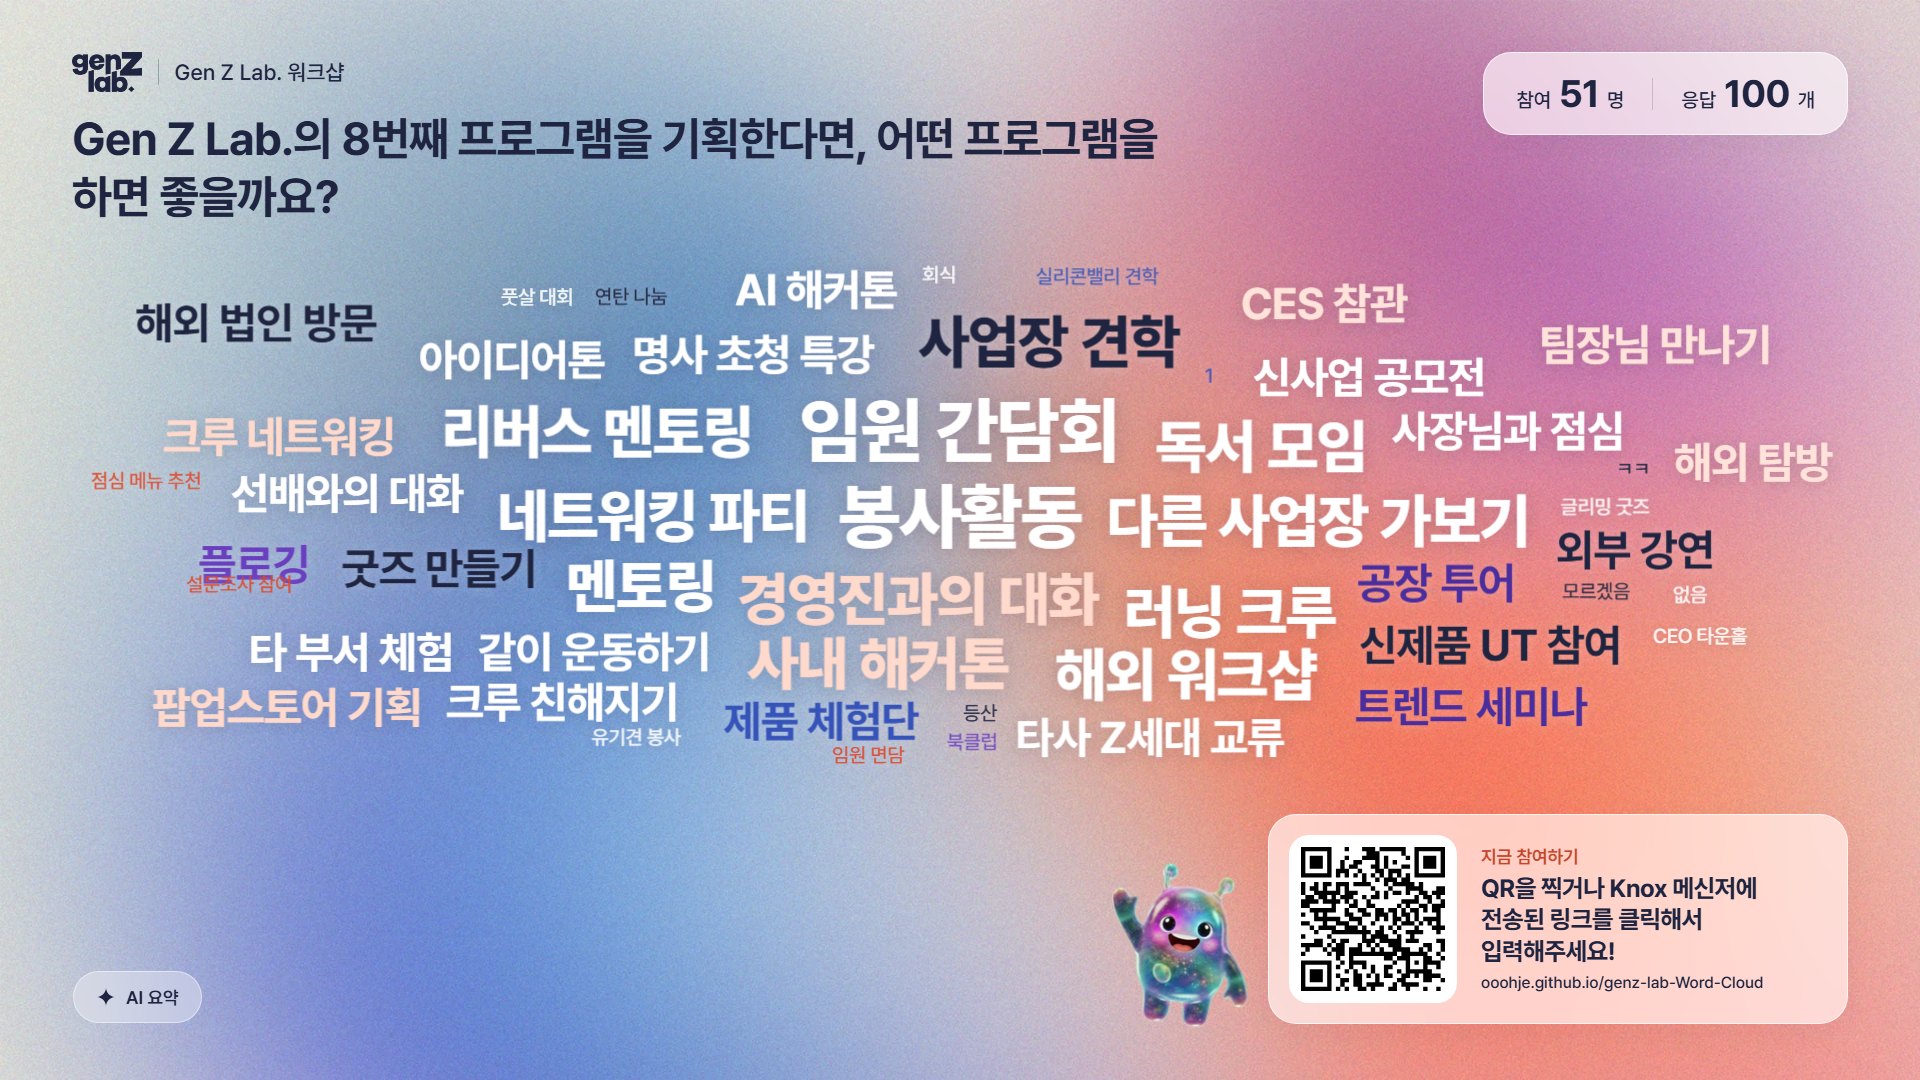 genZ lab.
Gen Z Lab. 워크샵
참여 51 명
응답 100 개
Gen Z Lab.의 8번째 프로그램을 기획한다면, 어떤 프로그램을
하면 좋을까요?
해외 법인 방문
풋살 대회
연탄 나눔
AI 해커톤
회식
실리콘밸리 견학
CES 참관
팀장님 만나기
아이디어톤
명사 초청 특강
사업장 견학
1
신사업 공모전
크루 네트워킹
리버스 멘토링
임원 간담회
독서 모임
사장님과 점심
ㅋㅋ
해외 탐방
점심 메뉴 추천
선배와의 대화
네트워킹 파티
봉사활동
다른 사업장 가보기
글리밍 굿즈
외부 강연
플로깅
설문조사 참여
굿즈 만들기
멘토링
경영진과의 대화
러닝 크루
공장 투어
모르겠음
없음
타 부서 체험
같이 운동하기
사내 해커톤
해외 워크샵
신제품 UT 참여
CEO 타운홀
팝업스토어 기획
크루 친해지기
유기견 봉사
제품 체험단
임원 면담
등산
북클럽
타사 Z세대 교류
트렌드 세미나
지금 참여하기
QR을 찍거나 Knox 메신저에
전송된 링크를 클릭해서
입력해주세요!
ooohje.github.io/genz-lab-Word-Cloud
AI 요약